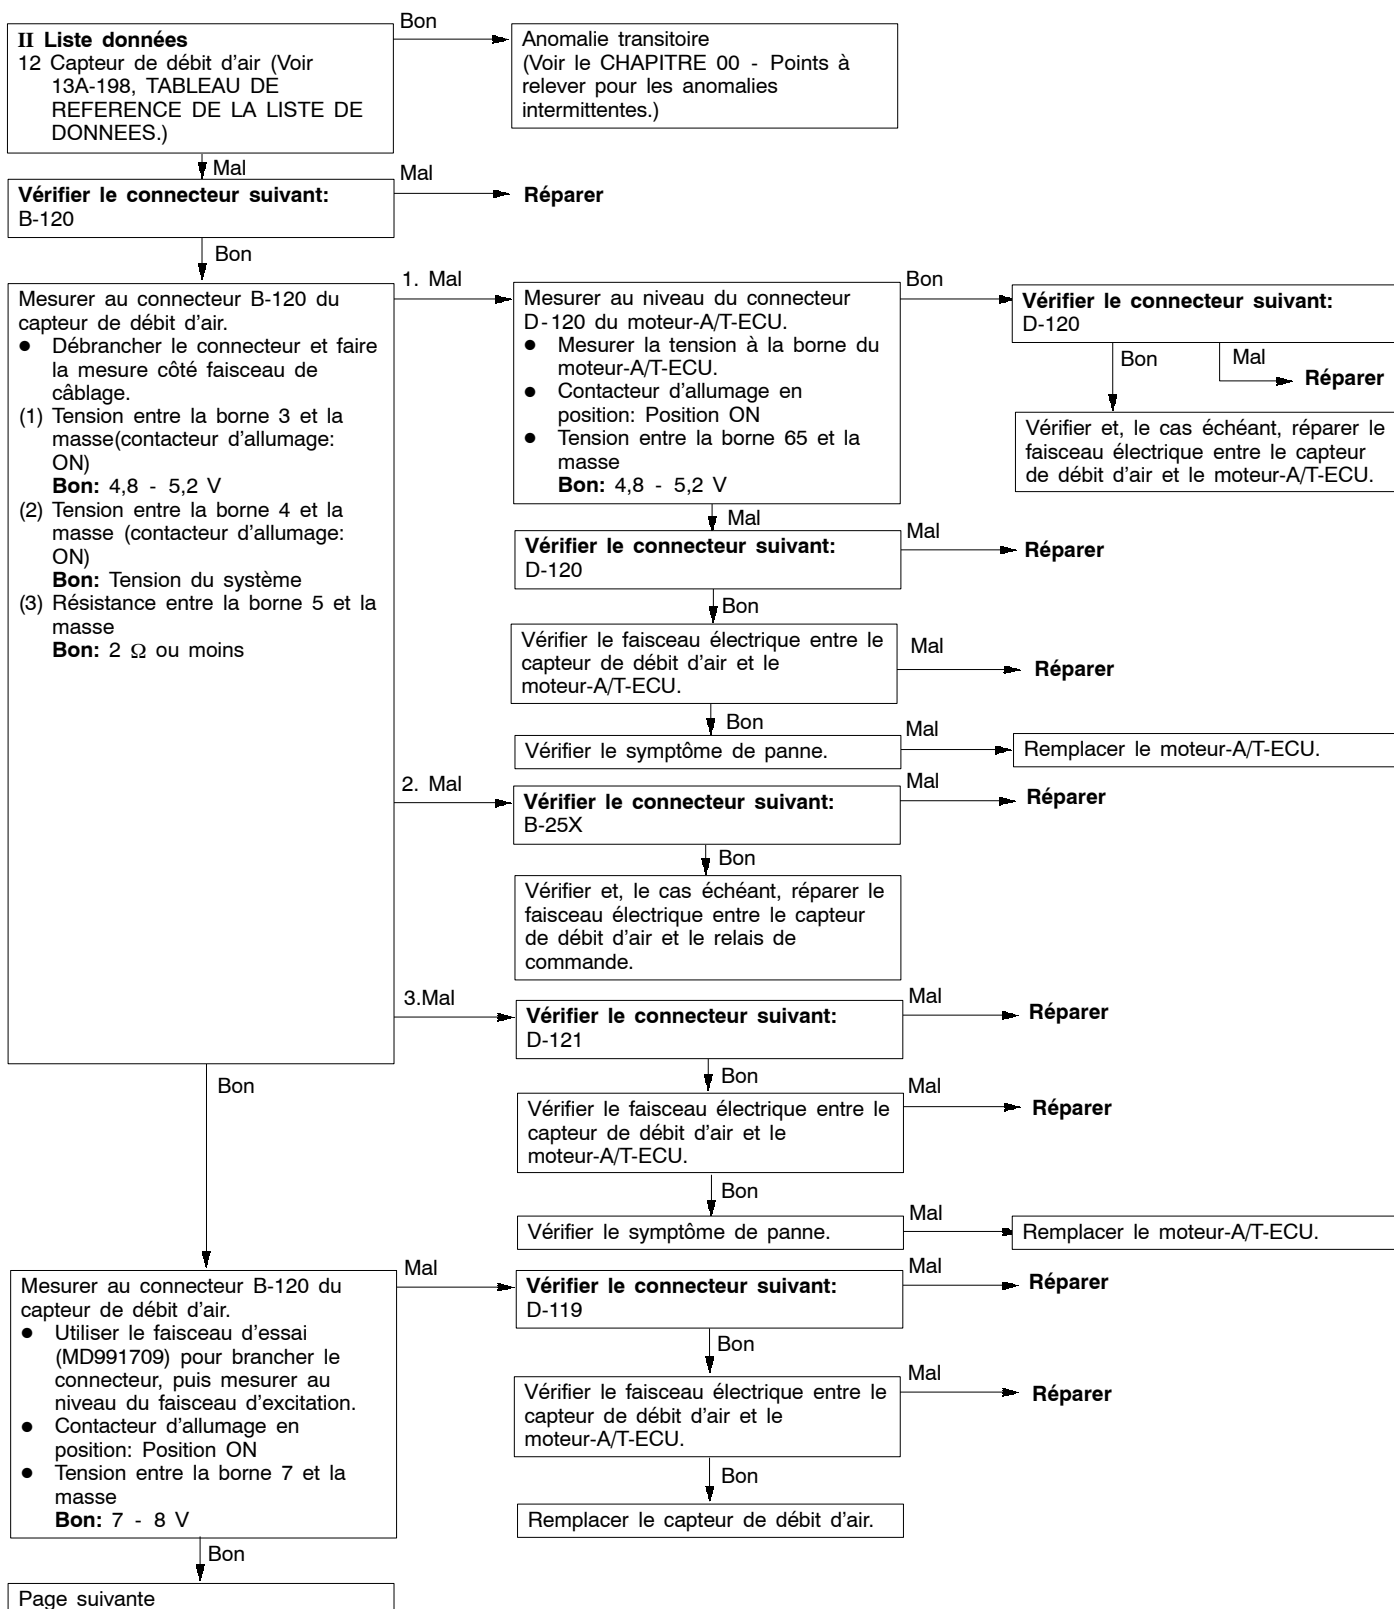 II Liste données
12 Capteur de débit d'air (Voir
13A-198, TABLEAU DE
REFERENCE DE LA LISTE DE
DONNEES.)
Bon
Anomalie transitoire
(Voir le CHAPITRE 00 - Points à
relever pour les anomalies
intermittentes.)
Mal
Vérifier le connecteur suivant:
B-120
Mal
Réparer
Bon
Mesurer au connecteur B-120 du
capteur de débit d'air.
● Débrancher le connecteur et faire
la mesure côté faisceau de
câblage.
(1) Tension entre la borne 3 et la
masse(contacteur d'allumage:
ON)
Bon: 4,8 - 5,2 V
(2) Tension entre la borne 4 et la
masse (contacteur d'allumage:
ON)
Bon: Tension du système
(3) Résistance entre la borne 5 et la
masse
Bon: 2 Ω ou moins
1. Mal
Mesurer au niveau du connecteur
D-120 du moteur-A/T-ECU.
● Mesurer la tension à la borne du
moteur-A/T-ECU.
● Contacteur d'allumage en
position: Position ON
● Tension entre la borne 65 et la
masse
Bon: 4,8 - 5,2 V
Bon
Vérifier le connecteur suivant:
D-120
Bon
Mal
Réparer
Vérifier et, le cas échéant, réparer le
faisceau électrique entre le capteur
de débit d'air et le moteur-A/T-ECU.
Mal
Vérifier le connecteur suivant:
D-120
Mal
Réparer
Bon
Vérifier le faisceau électrique entre le
capteur de débit d'air et le
moteur-A/T-ECU.
Mal
Réparer
Bon
Vérifier le symptôme de panne.
Mal
Remplacer le moteur-A/T-ECU.
2. Mal
Vérifier le connecteur suivant:
B-25X
Mal
Réparer
Bon
Vérifier et, le cas échéant, réparer le
faisceau électrique entre le capteur
de débit d'air et le relais de
commande.
3.Mal
Vérifier le connecteur suivant:
D-121
Mal
Réparer
Bon
Vérifier le faisceau électrique entre le
capteur de débit d'air et le
moteur-A/T-ECU.
Mal
Réparer
Bon
Vérifier le symptôme de panne.
Mal
Remplacer le moteur-A/T-ECU.
Bon
Mesurer au connecteur B-120 du
capteur de débit d'air.
● Utiliser le faisceau d'essai
(MD991709) pour brancher le
connecteur, puis mesurer au
niveau du faisceau d'excitation.
● Contacteur d'allumage en
position: Position ON
● Tension entre la borne 7 et la
masse
Bon: 7 - 8 V
Mal
Vérifier le connecteur suivant:
D-119
Mal
Réparer
Bon
Vérifier le faisceau électrique entre le
capteur de débit d'air et le
moteur-A/T-ECU.
Mal
Réparer
Bon
Remplacer le capteur de débit d'air.
Bon
Page suivante